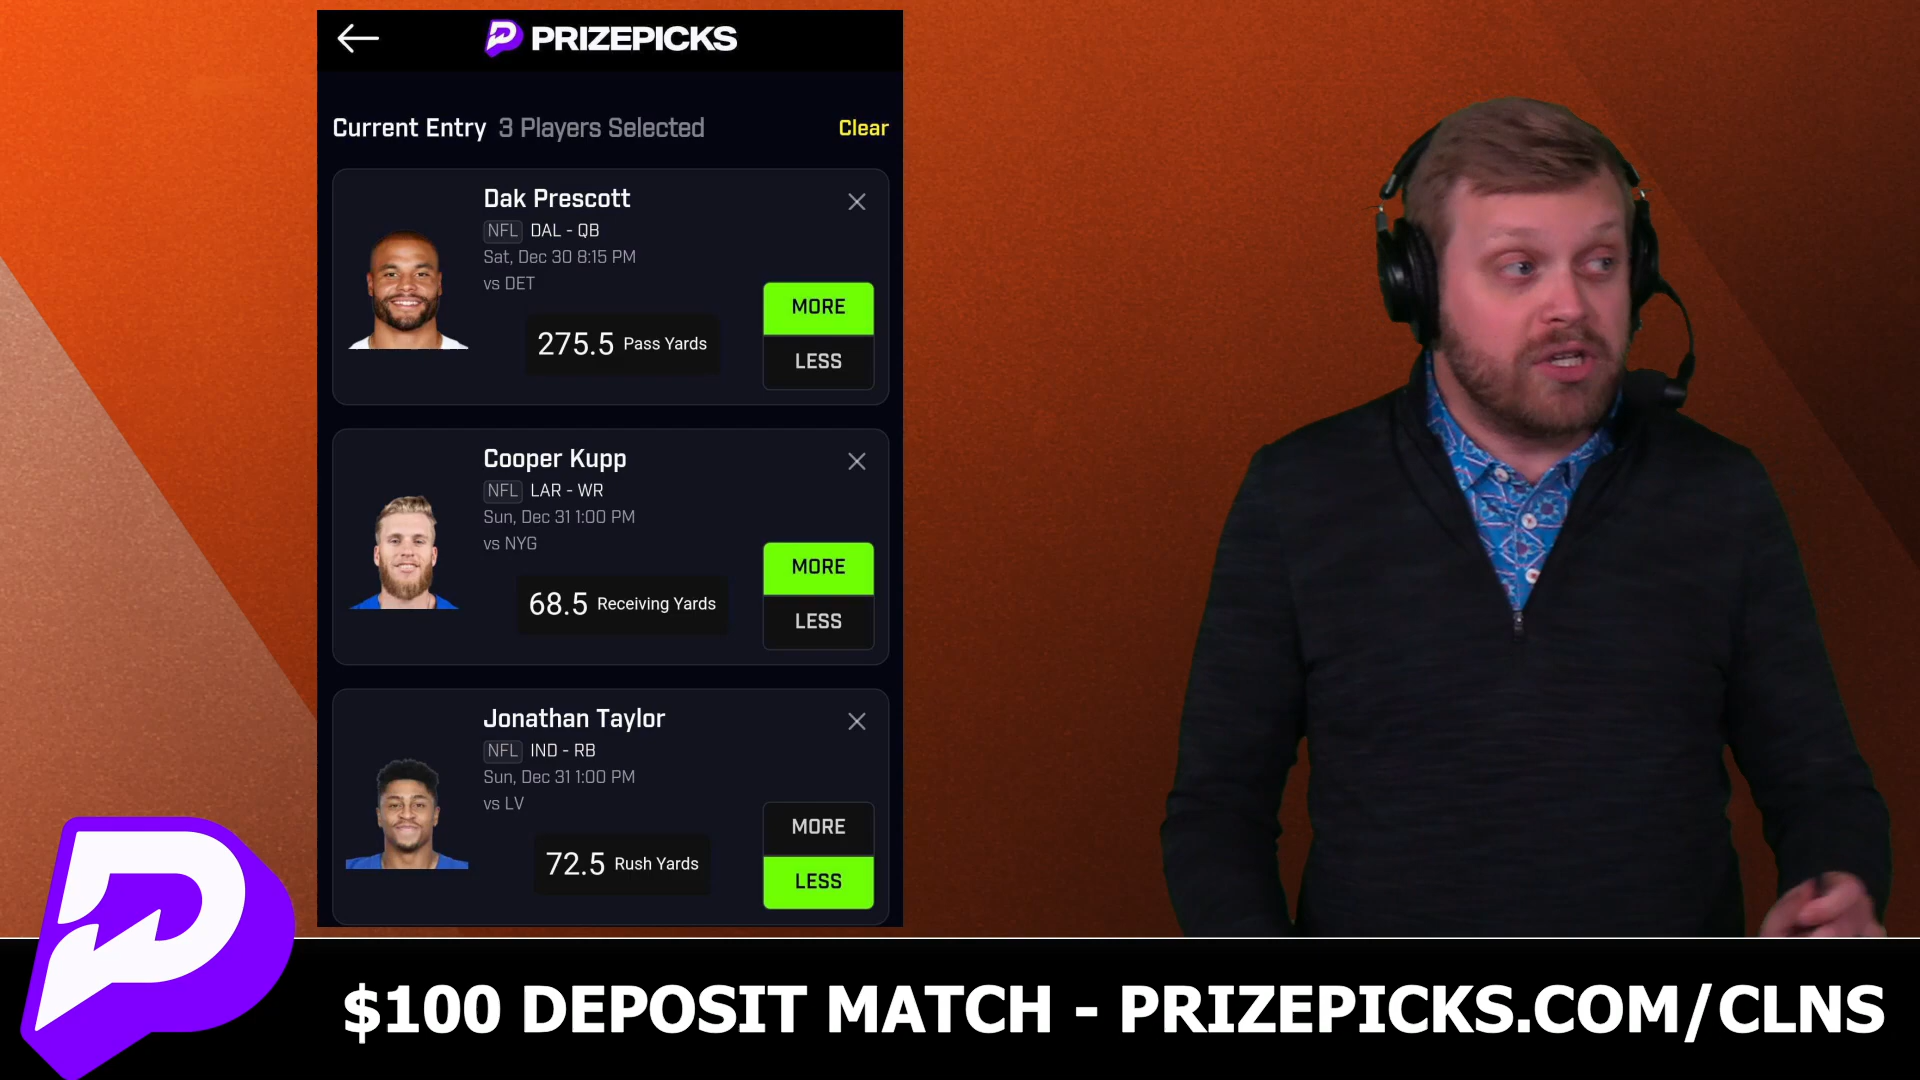 PRIZEPICKS
Current Entry 3 Players Selected Clear
Dak Prescott
NFL DAL - QB
Sat, Dec 30 8:15 PM
vs DET
275.5 Pass Yards
MORE
LESS
Cooper Kupp
NFL LAR - WR
Sun, Dec 31 1:00 PM
vs NYG
68.5 Receiving Yards
MORE
LESS
Jonathan Taylor
NFL IND - RB
Sun, Dec 31 1:00 PM
vs LV
72.5 Rush Yards
MORE
LESS
$100 DEPOSIT MATCH - PRIZEPICKS.COM/CLNS